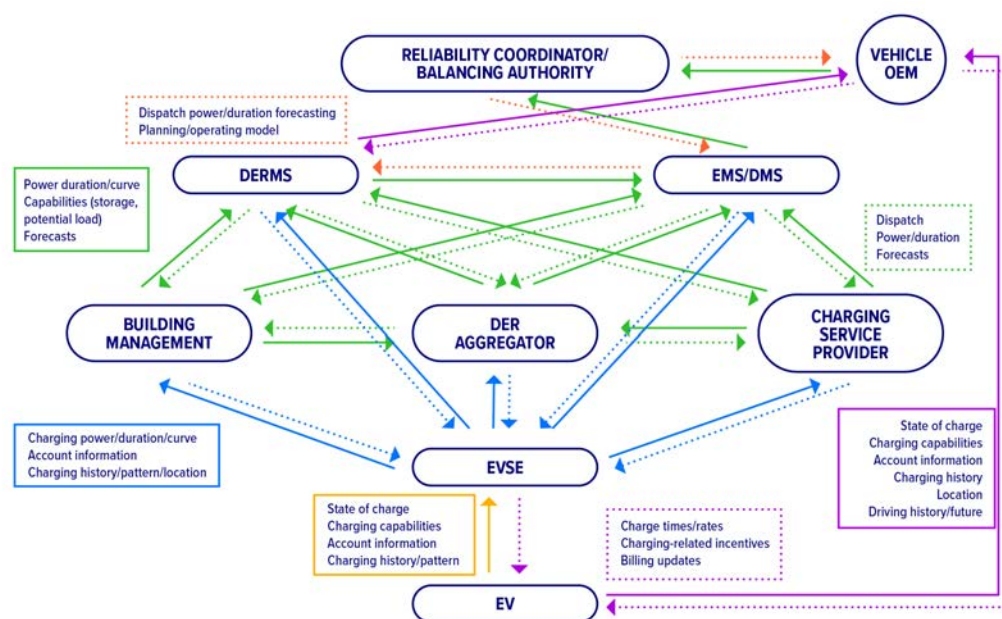 RELIABILITY COORDINATOR/
BALANCING AUTHORITY
VEHICLE
OEM
Dispatch power/duration forecasting
Planning/operating model
DERMS
EMS/DMS
Power duration/curve
Capabilities (storage,
potential load)
Forecasts
Dispatch
Power/duration
Forecasts
BUILDING
MANAGEMENT
DER
AGGREGATOR
CHARGING
SERVICE
PROVIDER
Charging power/duration/curve
Account information
Charging history/pattern/location
State of charge
Charging capabilities
Account information
Charging history
Location
Driving history/future
EVSE
State of charge
Charging capabilities
Account information
Charging history/pattern
Charge times/rates
Charging-related incentives
Billing updates
EV